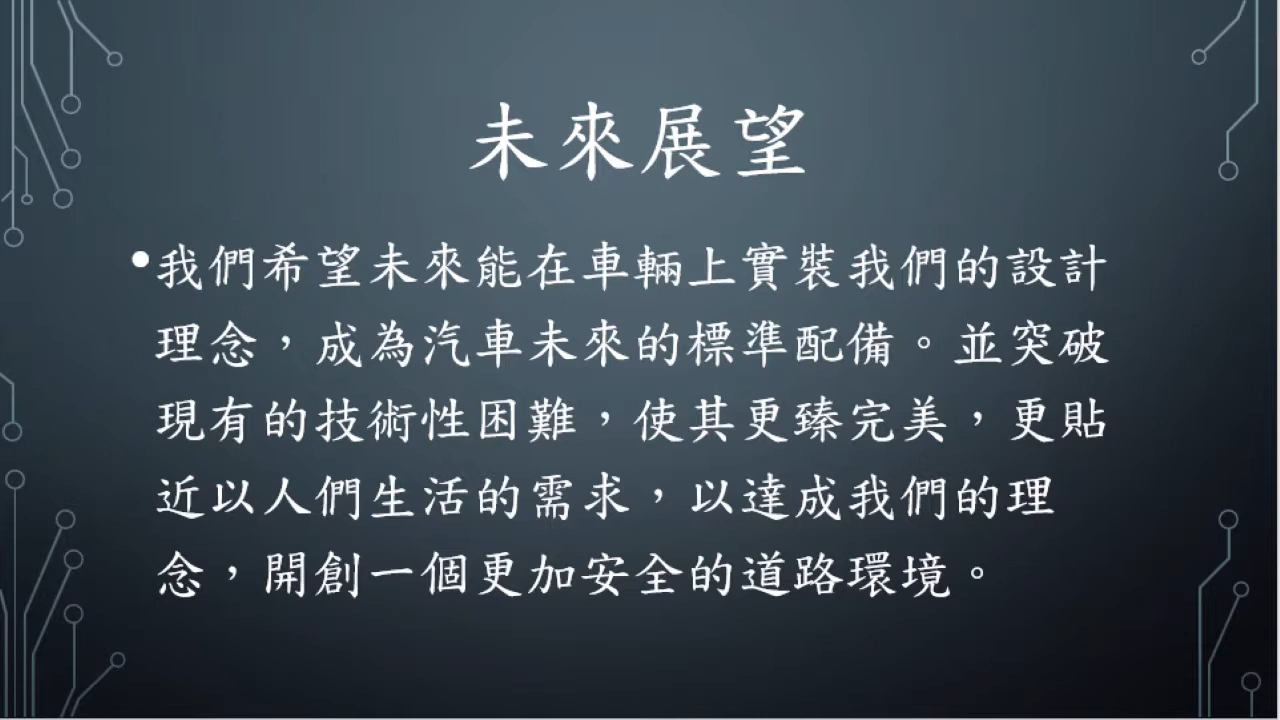 未來展望
•我們希望未來能在車輛上實裝我們的設計
理念，成為汽車未來的標準配備。並突破
現有的技術性困難，使其更臻完美，更貼
近以人們生活的需求，以達成我們的理
念，開創一個更加安全的道路環境。